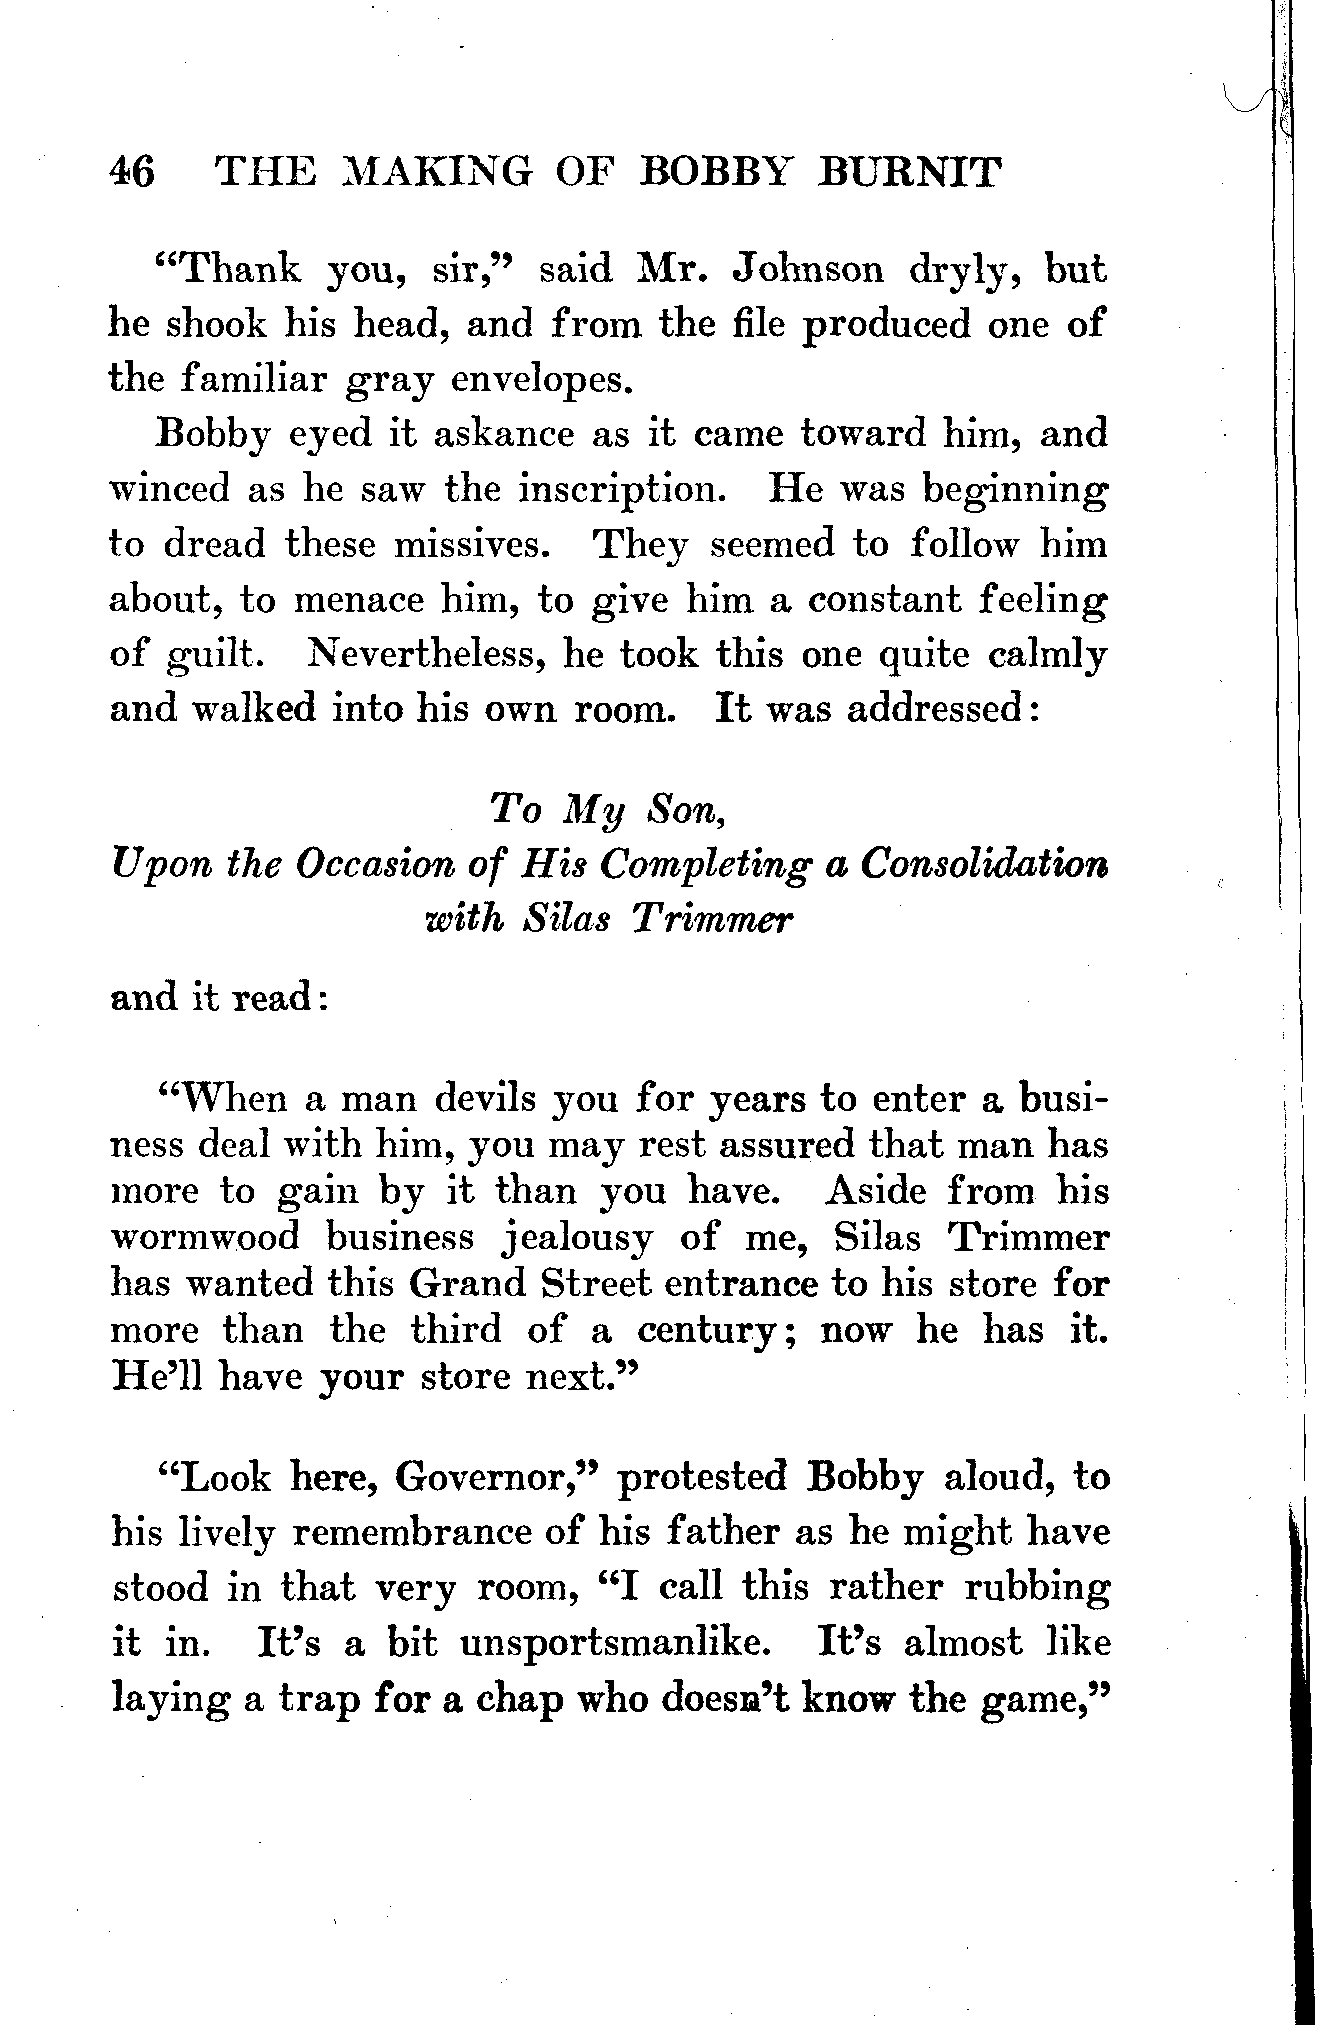 46 THE MAKING OF BOBBY BURNIT
“Thank you, sir,” said Mr. Johnson dryly, but
he shook his head, and from the file produced one of
the familiar gray envelopes.
Bobby eyed it askance as it came toward him, and
winced as he saw the inscription. He was beginning
to dread these missives. They seemed to follow him
about, to menace him, to give him a constant feeling
of guilt. Nevertheless, he took this one quite calmly
and walked into his own room. It was addressed:
To My Son,
Upon the Occasion of His Completing a Consolidation
with Silas Trimmer
and it read:
“When a man devils you for years to enter a busi-
ness deal with him, you may rest assured that man has
more to gain by it than you have. Aside from his
wormwood business jealousy of me, Silas Trimmer
has wanted this Grand Street entrance to his store for
more than the third of a century; now he has it.
He’ll have your store next.”
“Look here, Governor,” protested Bobby aloud, to
his lively remembrance of his father as he might have
stood in that very room, “I call this rather rubbing
it in. It’s a bit unsportsmanlike. It’s almost like
laying a trap for a chap who doesn’t know the game,”